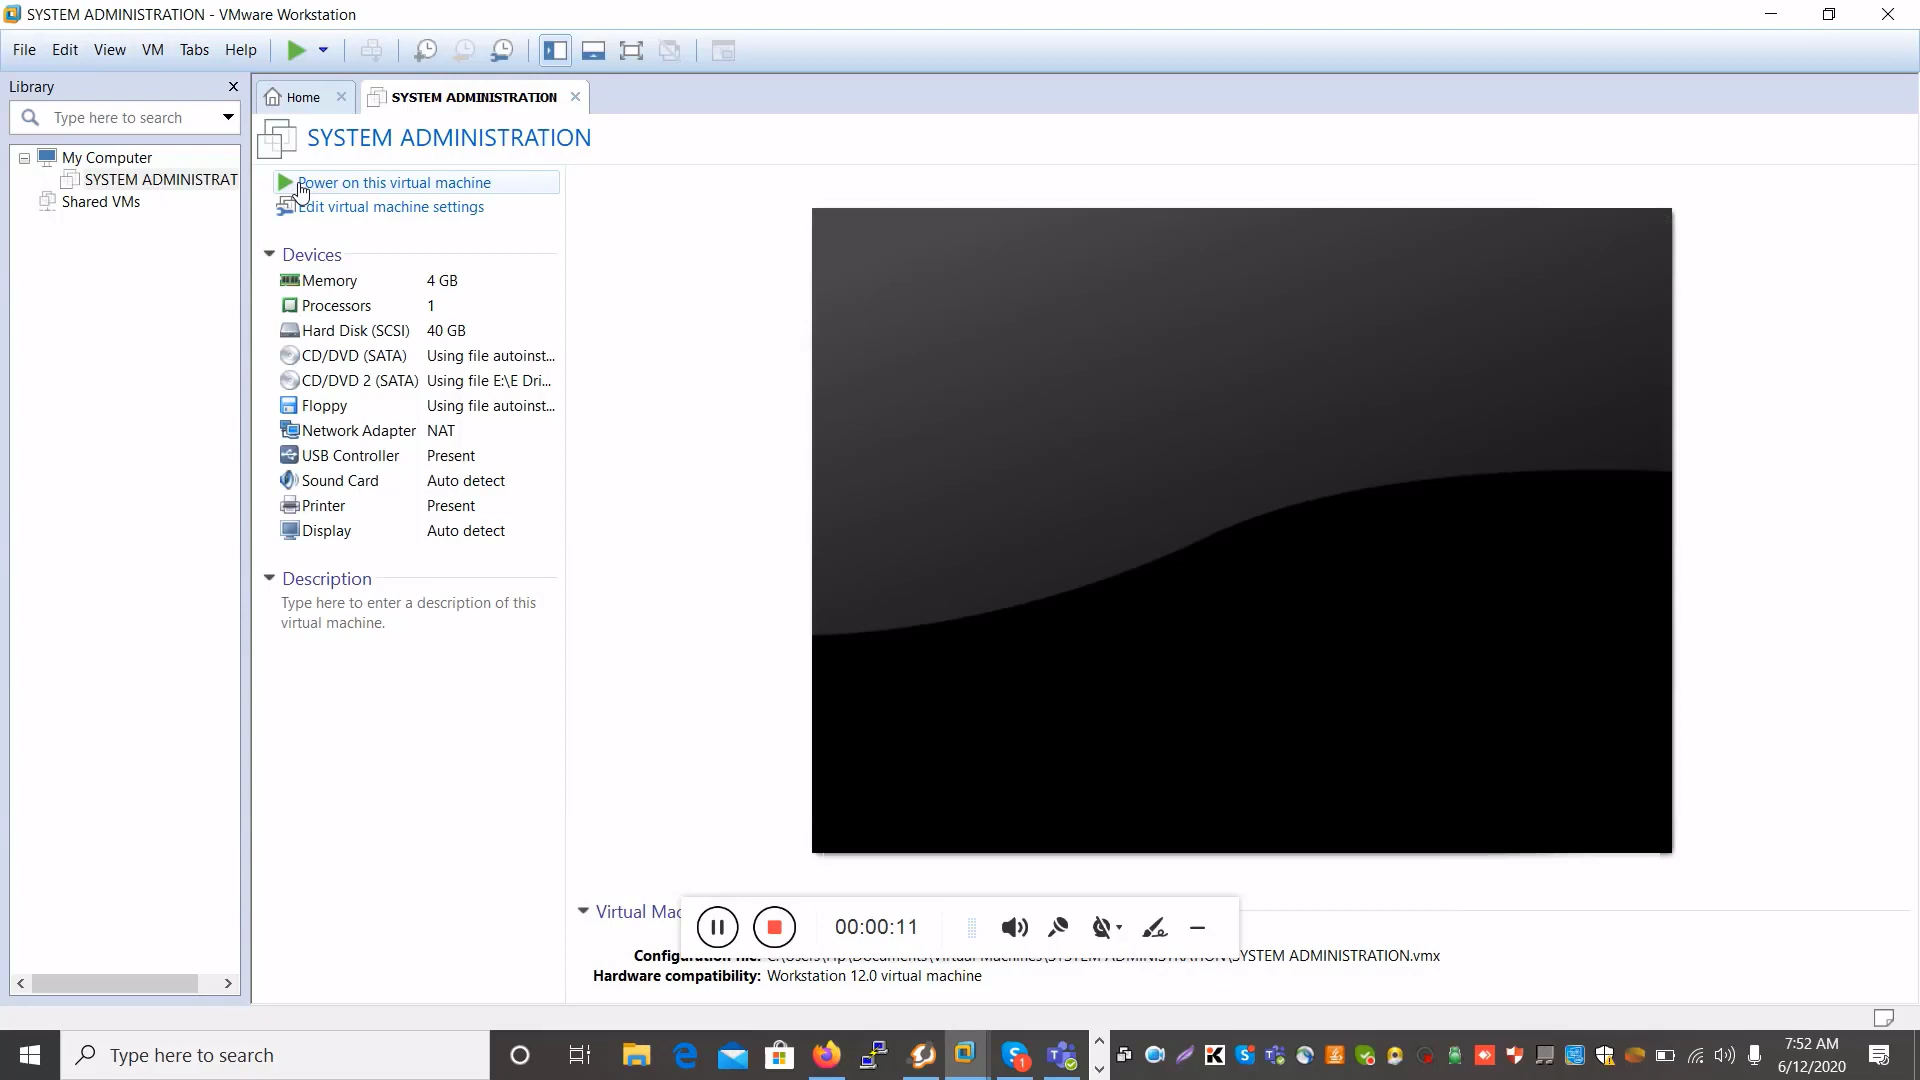 SYSTEM ADMINISTRATION - VMware Workstation
File Edit View VM Tabs Help
Library
Type here to search
My Computer
SYSTEM ADMINISTRAT
Shared VMs
Home
SYSTEM ADMINISTRATION
SYSTEM ADMINISTRATION
Power on this virtual machine
Edit virtual machine settings
Devices
Memory 4 GB
Processors 1
Hard Disk (SCSI) 40 GB
CD/DVD (SATA) Using file autoinst...
CD/DVD 2 (SATA) Using file E:\E Dri...
Floppy Using file autoinst...
Network Adapter NAT
USB Controller Present
Sound Card Auto detect
Printer Present
Display Auto detect
Description
Type here to enter a description of this
virtual machine.
Virtual Mac
00:00:11
Configuration file: SYSTEM ADMINISTRATION.vmx
Hardware compatibility: Workstation 12.0 virtual machine
Type here to search
7:52 AM
6/12/2020